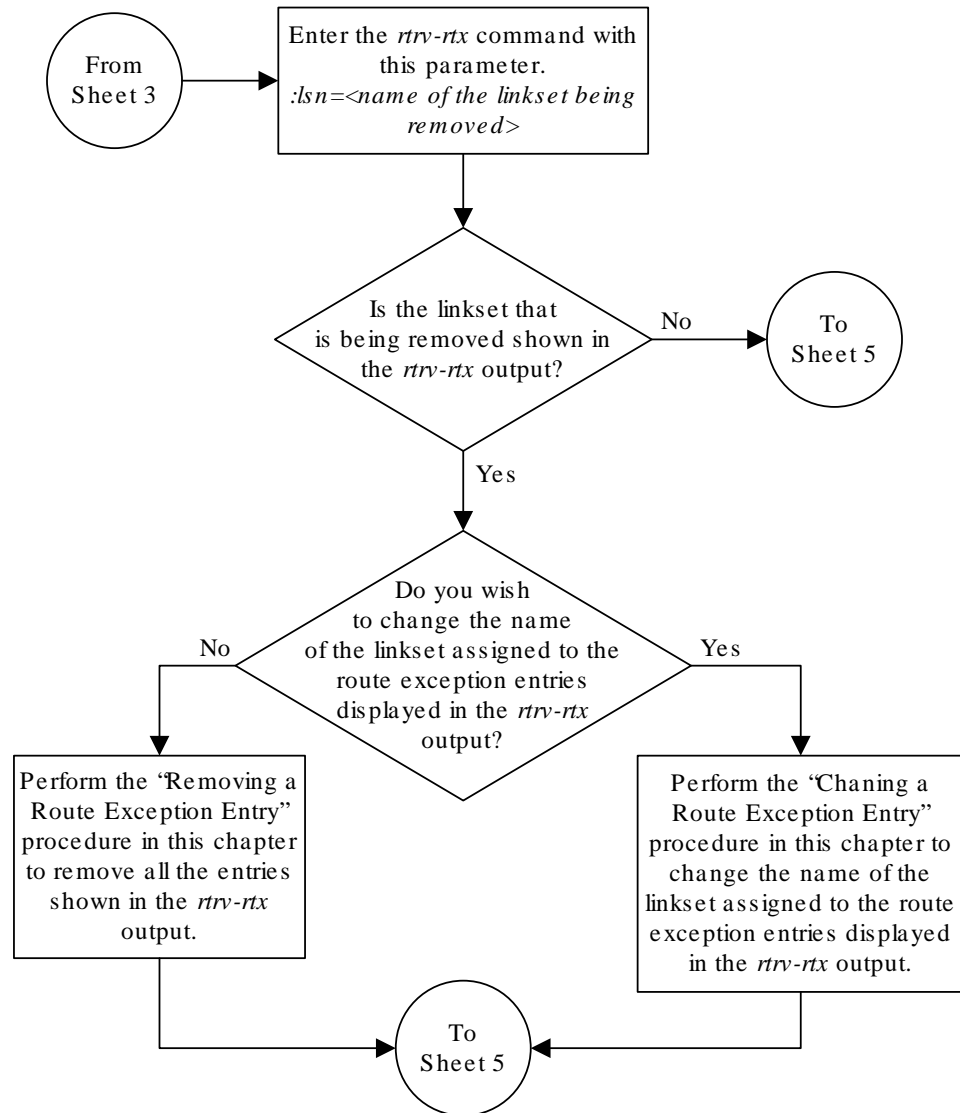 From
Sheet 3
Enter the rtrv-rtx command with
this parameter.
:lsn=<name of the linkset being
removed>
Is the linkset that
is being removed shown in
the rtrv-rtx output?
No
To
Sheet 5
Yes
Do you wish
to change the name
of the linkset assigned to the
route exception entries
displayed in the rtrv-rtx
output?
No
Yes
Perform the “Removing a
Route Exception Entry”
procedure in this chapter
to remove all the entries
shown in the rtrv-rtx
output.
Perform the “Chaning a
Route Exception Entry”
procedure in this chapter to
change the name of the
linkset assigned to the route
exception entries displayed
in the rtrv-rtx output.
To
Sheet 5